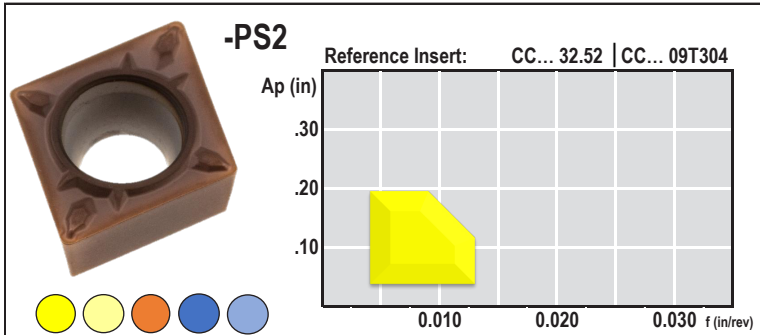 -PS2
Reference Insert: CC... 32.52 | CC... 09T304
Ap (in)
.30
.20
.10
0.010 0.020 0.030 f (in/rev)